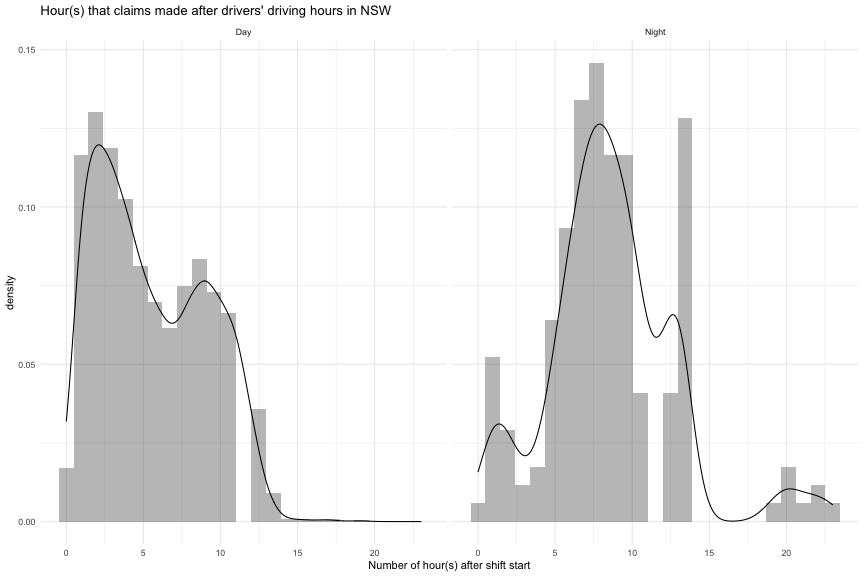 Hour(s) that claims made after drivers' driving hours in NSW
Day
Night
0.15
0.10
0.05
0.00
density
0 5 10 15 20
0 5 10 15 20
Number of hour(s) after shift start